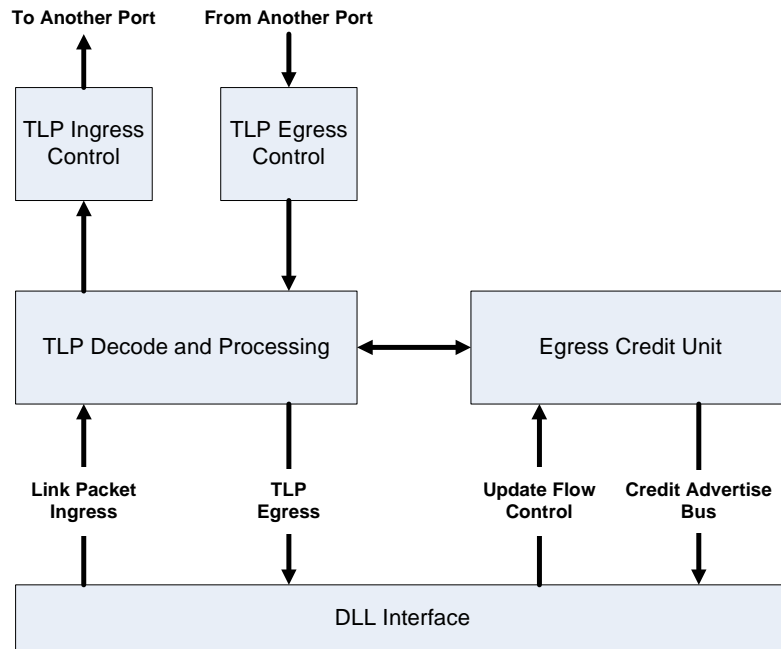 To Another Port
From Another Port
TLP Ingress
Control
TLP Egress
Control
TLP Decode and Processing
Egress Credit Unit
Link Packet
Ingress
TLP
Egress
Update Flow
Control
Credit Advertise
Bus
DLL Interface